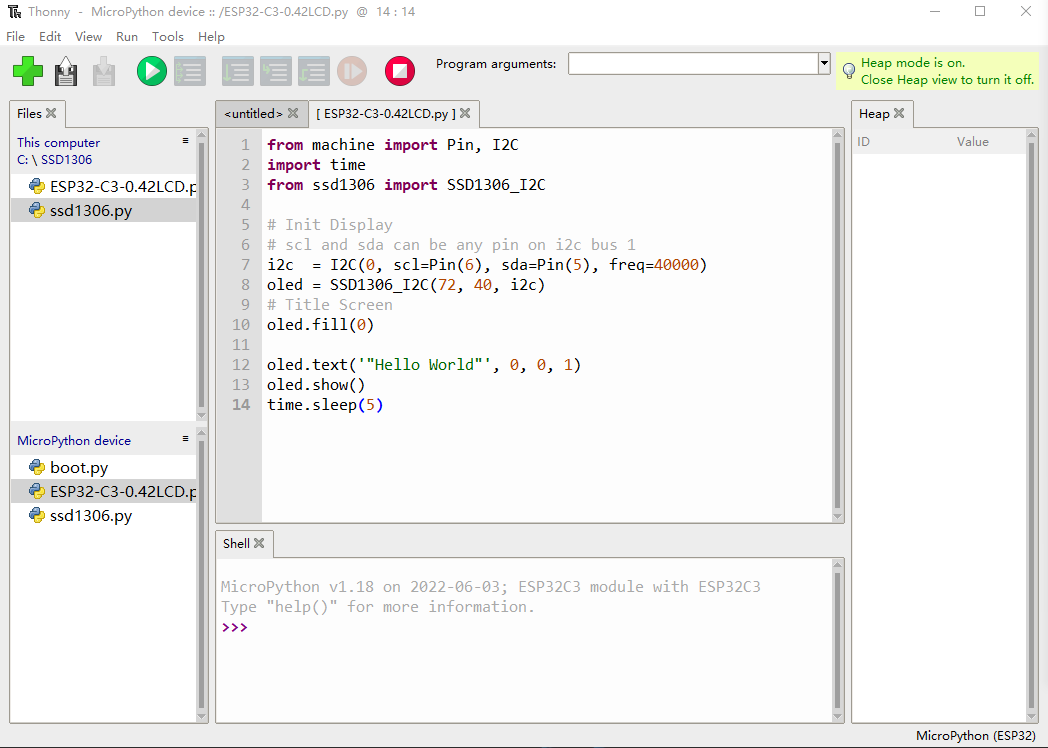 Thonny - MicroPython device :: /ESP32-C3-0.42LCD.py @ 14 : 14
File Edit View Run Tools Help
Program arguments:
Heap mode is on.
Close Heap view to turn it off.
Files
This computer
C: \ SSD1306
ESP32-C3-0.42LCD.p
ssd1306.py
MicroPython device
boot.py
ESP32-C3-0.42LCD.p
ssd1306.py
<untitled> [ ESP32-C3-0.42LCD.py ]
1 from machine import Pin, I2C
2 import time
3 from ssd1306 import SSD1306_I2C
4
5 # Init Display
6 # scl and sda can be any pin on i2c bus 1
7 i2c  = I2C(0, scl=Pin(6), sda=Pin(5), freq=40000)
8 oled = SSD1306_I2C(72, 40, i2c)
9 # Title Screen
10 oled.fill(0)
11
12 oled.text('"Hello World"', 0, 0, 1)
13 oled.show()
14 time.sleep(5)
Shell
MicroPython v1.18 on 2022-06-03; ESP32C3 module with ESP32C3
Type "help()" for more information.
>>>
Heap
ID Value
MicroPython (ESP32)